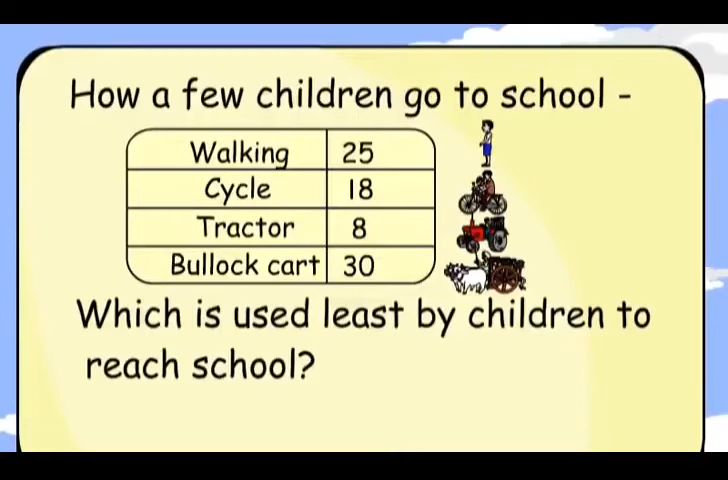 How a few children go to school -
Walking 25
Cycle 18
Tractor 8
Bullock cart 30
Which is used least by children to
reach school?